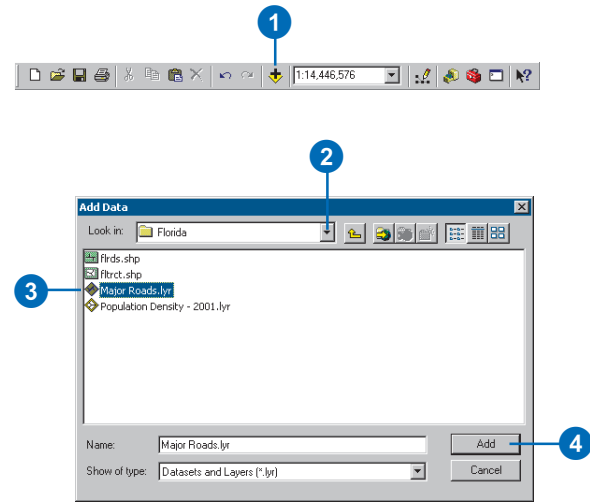 1
1:14,446,576
2
Add Data
Look in: Florida
flrds.shp
fltrct.shp
3
Major Roads.lyr
Population Density - 2001.lyr
Name: Major Roads.lyr Add
4
Show of type: Datasets and Layers (*.lyr) Cancel